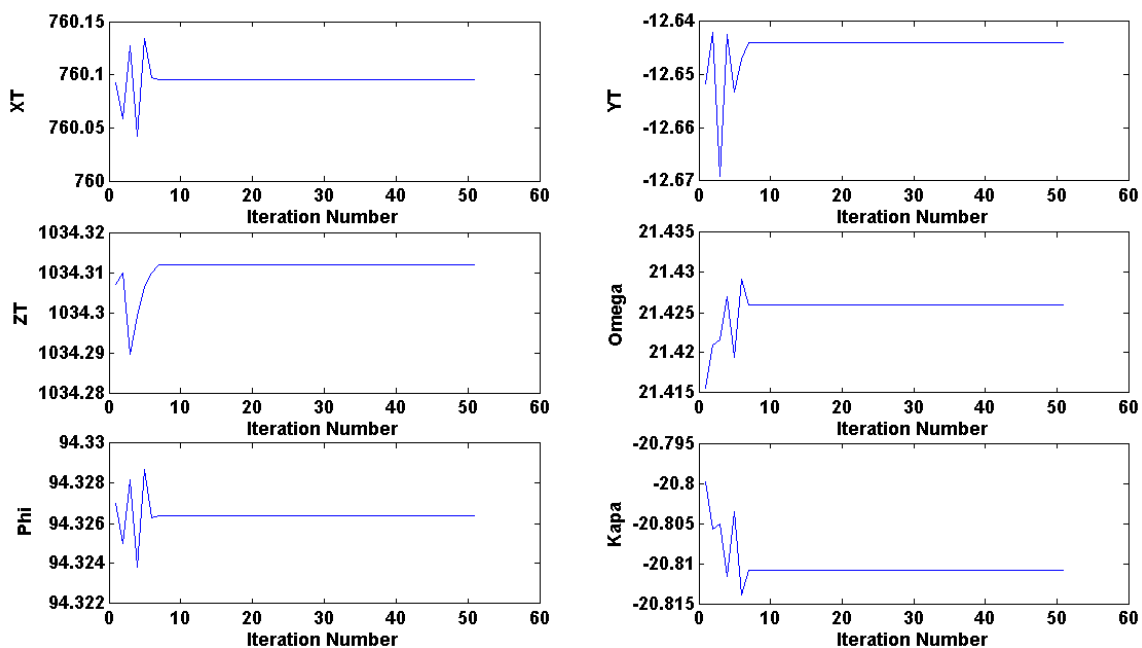 760.15
760.1
760.05
760
XT
0 10 20 30 40 50 60
Iteration Number
-12.64
-12.65
-12.66
-12.67
YT
0 10 20 30 40 50 60
Iteration Number
1034.32
1034.31
1034.3
1034.29
1034.28
ZT
0 10 20 30 40 50 60
Iteration Number
21.435
21.43
21.425
21.42
21.415
Omega
0 10 20 30 40 50 60
Iteration Number
94.33
94.328
94.326
94.324
94.322
Phi
0 10 20 30 40 50 60
Iteration Number
-20.795
-20.8
-20.805
-20.81
-20.815
Kapa
0 10 20 30 40 50 60
Iteration Number